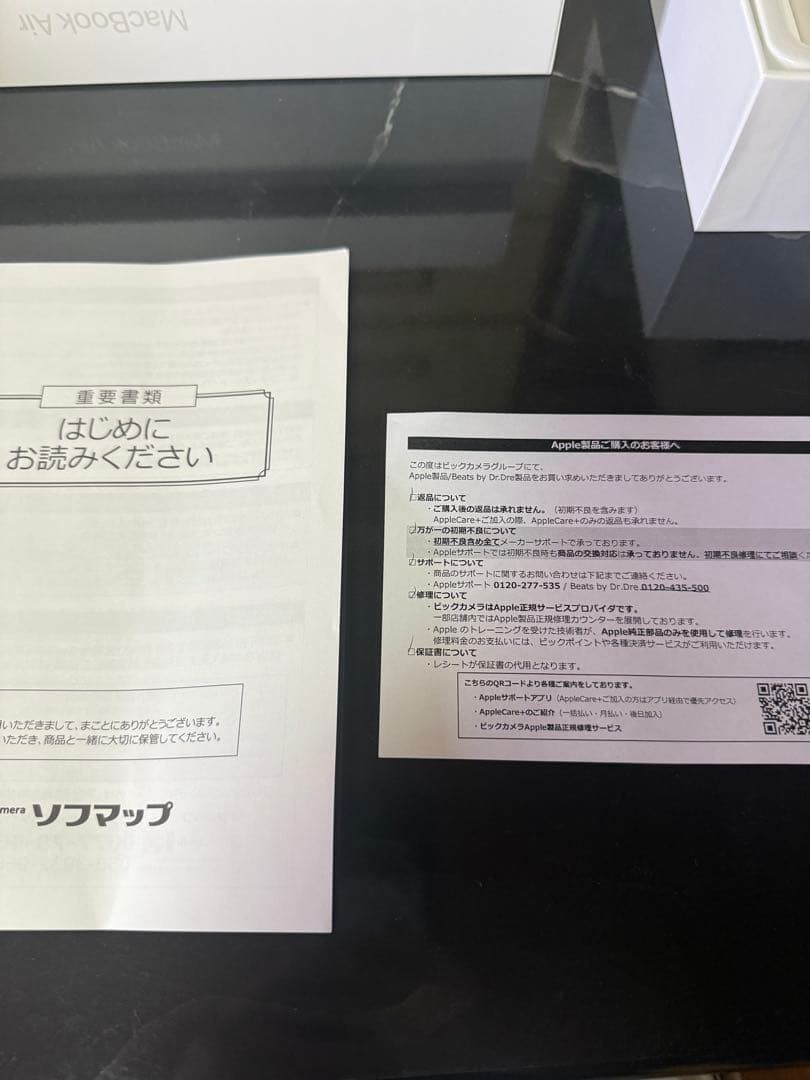 MacBook Air
重要書類
はじめに
お読みください
いただきまして、まことにありがとうございます。
いただき、商品と一緒に大切に保管してください。
mera ソフマップ
Apple製品ご購入のお客様へ
この度はビックカメラグループにて、
Apple製品/Beats by Dr.Dre製品をお買い求めいただきましてありがとうございます。
□返品について
・ご購入後の返品は承れません。（初期不良を含みます）
AppleCare+ご加入の際、AppleCare+のみの返品も承れません。
☑万が一の初期不良について
・初期不良含め全てメーカーサポートで承っております。
・Appleサポートでは初期不良時も商品の交換対応は承っておりません、初期不良修理にてご相談く
☑サポートについて
・商品のサポートに関するお問い合わせは下記までご連絡ください。
・Appleサポート 0120-277-535 / Beats by Dr.Dre 0120-435-500
☑修理について
・ビックカメラはApple正規サービスプロバイダです。
一部店舗内ではApple製品正規修理カウンターを展開しております。
・Apple のトレーニングを受けた技術者が、Apple純正部品のみを使用して修理を行います。
修理料金のお支払いには、ビックポイントや各種決済サービスがご利用いただけます。
□保証書について
・レシートが保証書の代用となります。
こちらのQRコードより各種ご案内をしております。
・Appleサポートアプリ（AppleCare+ご加入の方はアプリ経由で優先アクセス）
・AppleCare+のご紹介（一括払い・月払い・後日加入）
・ビックカメラApple製品正規修理サービス